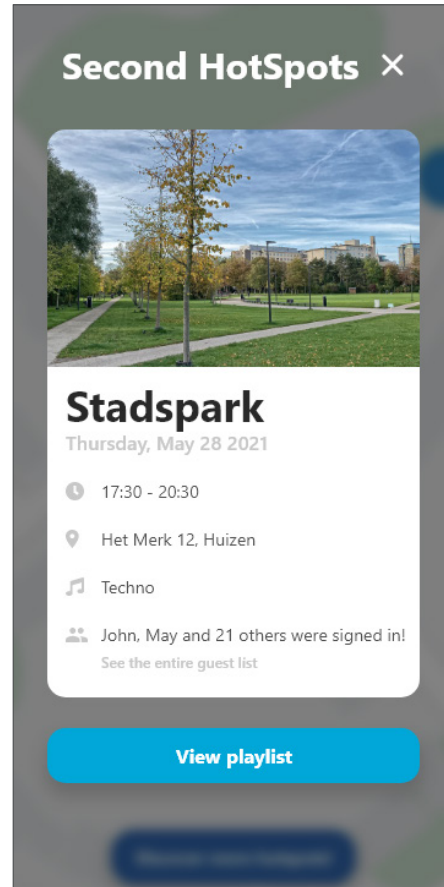 Second HotSpots ×
Stadspark
Thursday, May 28 2021
17:30 - 20:30
Het Merk 12, Huizen
Techno
John, May and 21 others were signed in!
See the entire guest list
View playlist